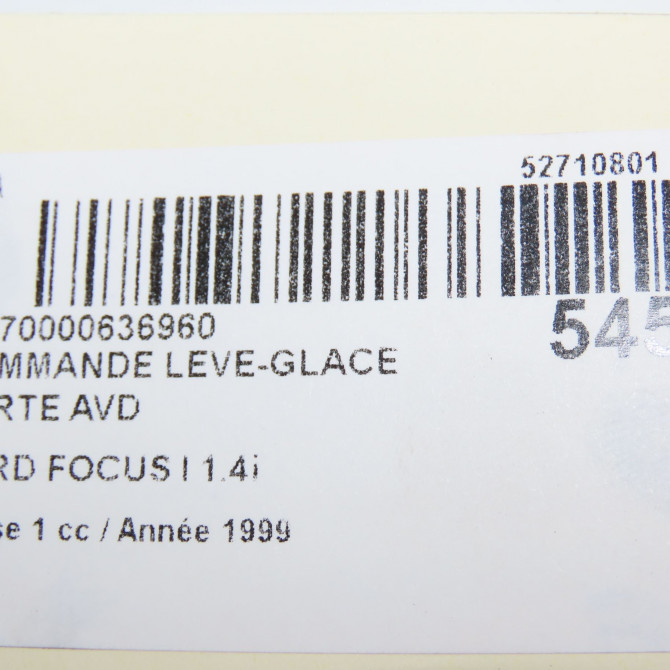 52710801
70000636960
545
MMANDE LEVE-GLACE
RTE AVD
RD FOCUS I 1.4i
se 1 cc / Année 1999